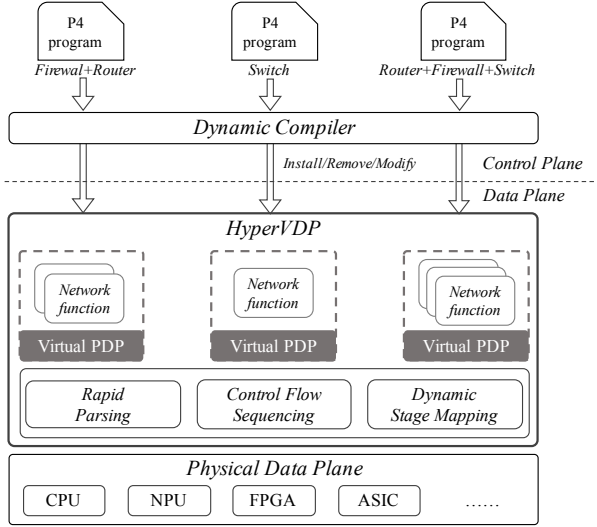 P4 program
P4 program
P4 program
Firewal+Router
Switch
Router+Firewall+Switch
Dynamic Compiler
Install/Remove/Modify
Control Plane
Data Plane
HyperVDP
Network function
Network function
Network function
Virtual PDP
Virtual PDP
Virtual PDP
Rapid Parsing
Control Flow Sequencing
Dynamic Stage Mapping
Physical Data Plane
CPU
NPU
FPGA
ASIC
……